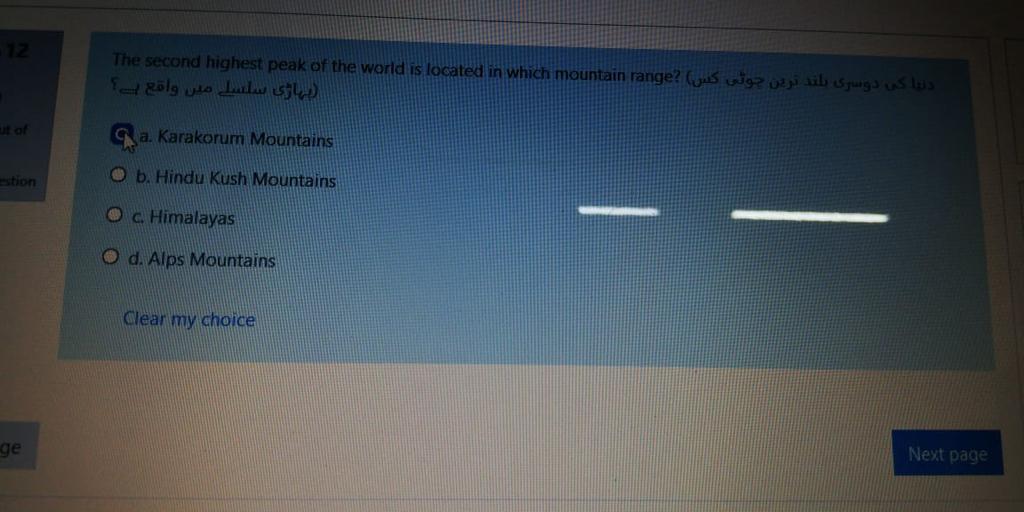 12
The second highest peak of the world is located in which mountain range? (دنیا کی دوسری بلند ترین چوٹی کس
پہاڑی سلسلے میں واقع ہے؟)
ut of
a. Karakorum Mountains
estion
b. Hindu Kush Mountains
c. Himalayas
d. Alps Mountains
Clear my choice
ge
Next page